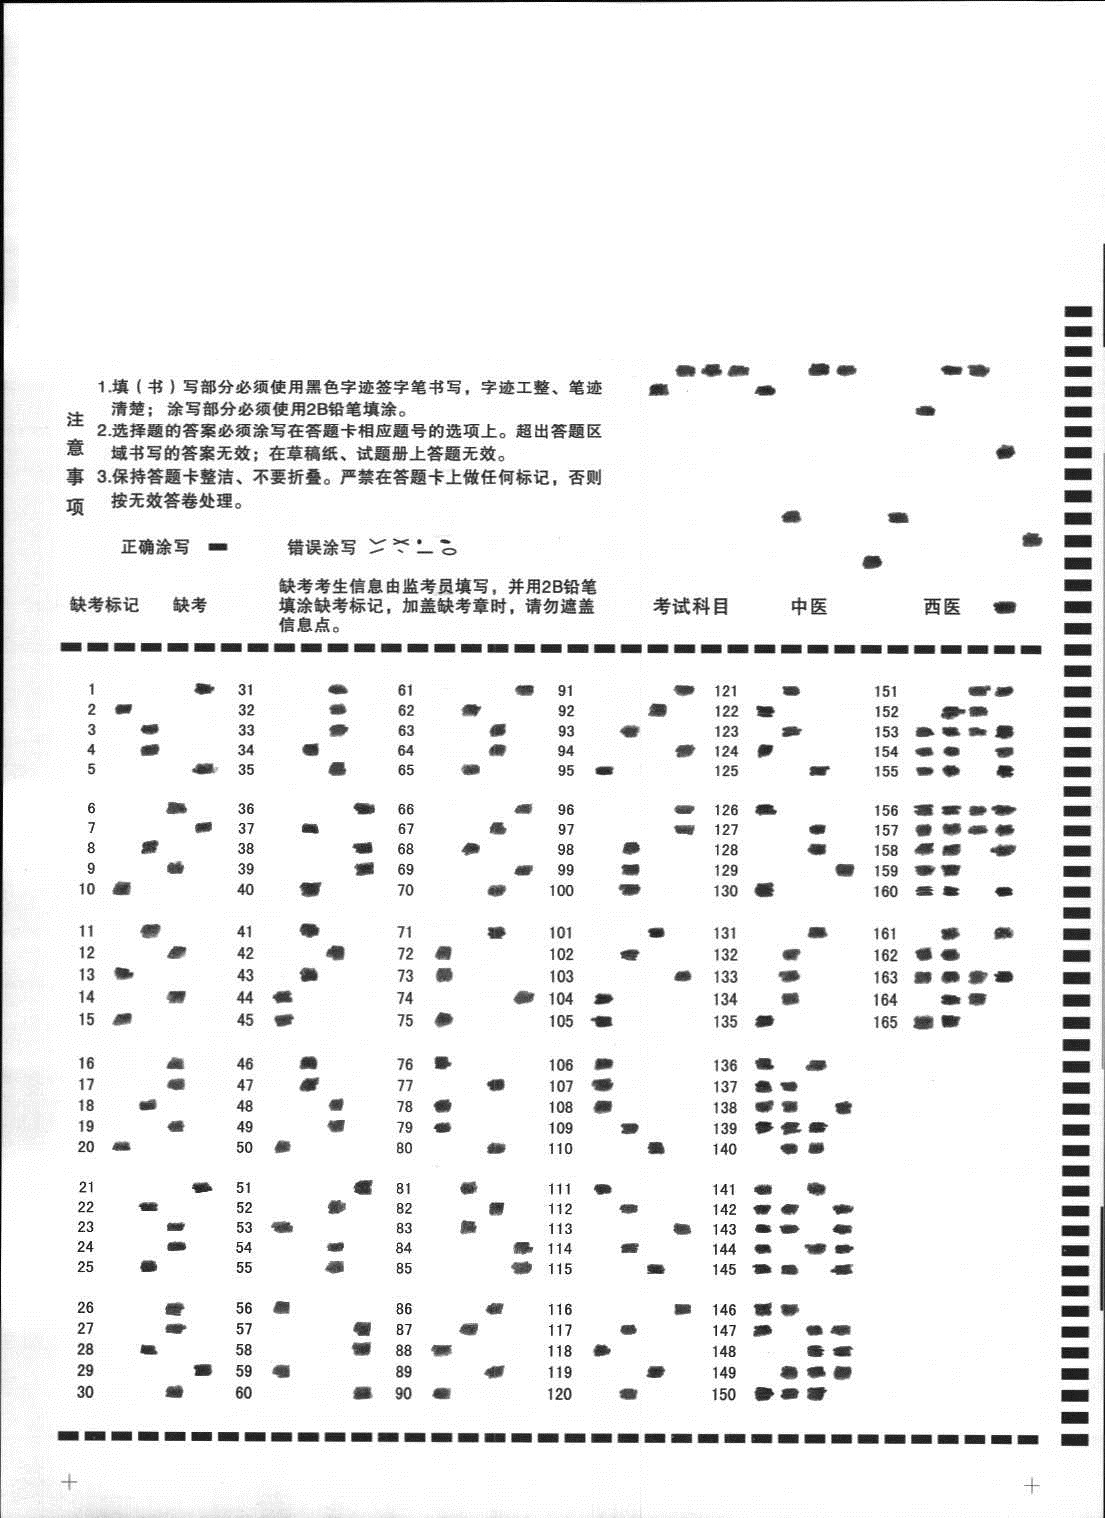 1.填（书）写部分必须使用黑色字迹签字笔书写，字迹工整、笔迹
清楚；涂写部分必须使用2B铅笔填涂。
2.选择题的答案必须涂写在答题卡相应题号的选项上。超出答题区
域书写的答案无效；在草稿纸、试题册上答题无效。
3.保持答题卡整洁、不要折叠。严禁在答题卡上做任何标记，否则
按无效答卷处理。
注意事项
正确涂写 错误涂写
缺考标记 缺考
缺考考生信息由监考员填写，并用2B铅笔
填涂缺考标记，加盖缺考章时，请勿遮盖
信息点。
考试科目 中医 西医
1 31 61 91 121 151
2 32 62 92 122 152
3 33 63 93 123 153
4 34 64 94 124 154
5 35 65 95 125 155
6 36 66 96 126 156
7 37 67 97 127 157
8 38 68 98 128 158
9 39 69 99 129 159
10 40 70 100 130 160
11 41 71 101 131 161
12 42 72 102 132 162
13 43 73 103 133 163
14 44 74 104 134 164
15 45 75 105 135 165
16 46 76 106 136
17 47 77 107 137
18 48 78 108 138
19 49 79 109 139
20 50 80 110 140
21 51 81 111 141
22 52 82 112 142
23 53 83 113 143
24 54 84 114 144
25 55 85 115 145
26 56 86 116 146
27 57 87 117 147
28 58 88 118 148
29 59 89 119 149
30 60 90 120 150